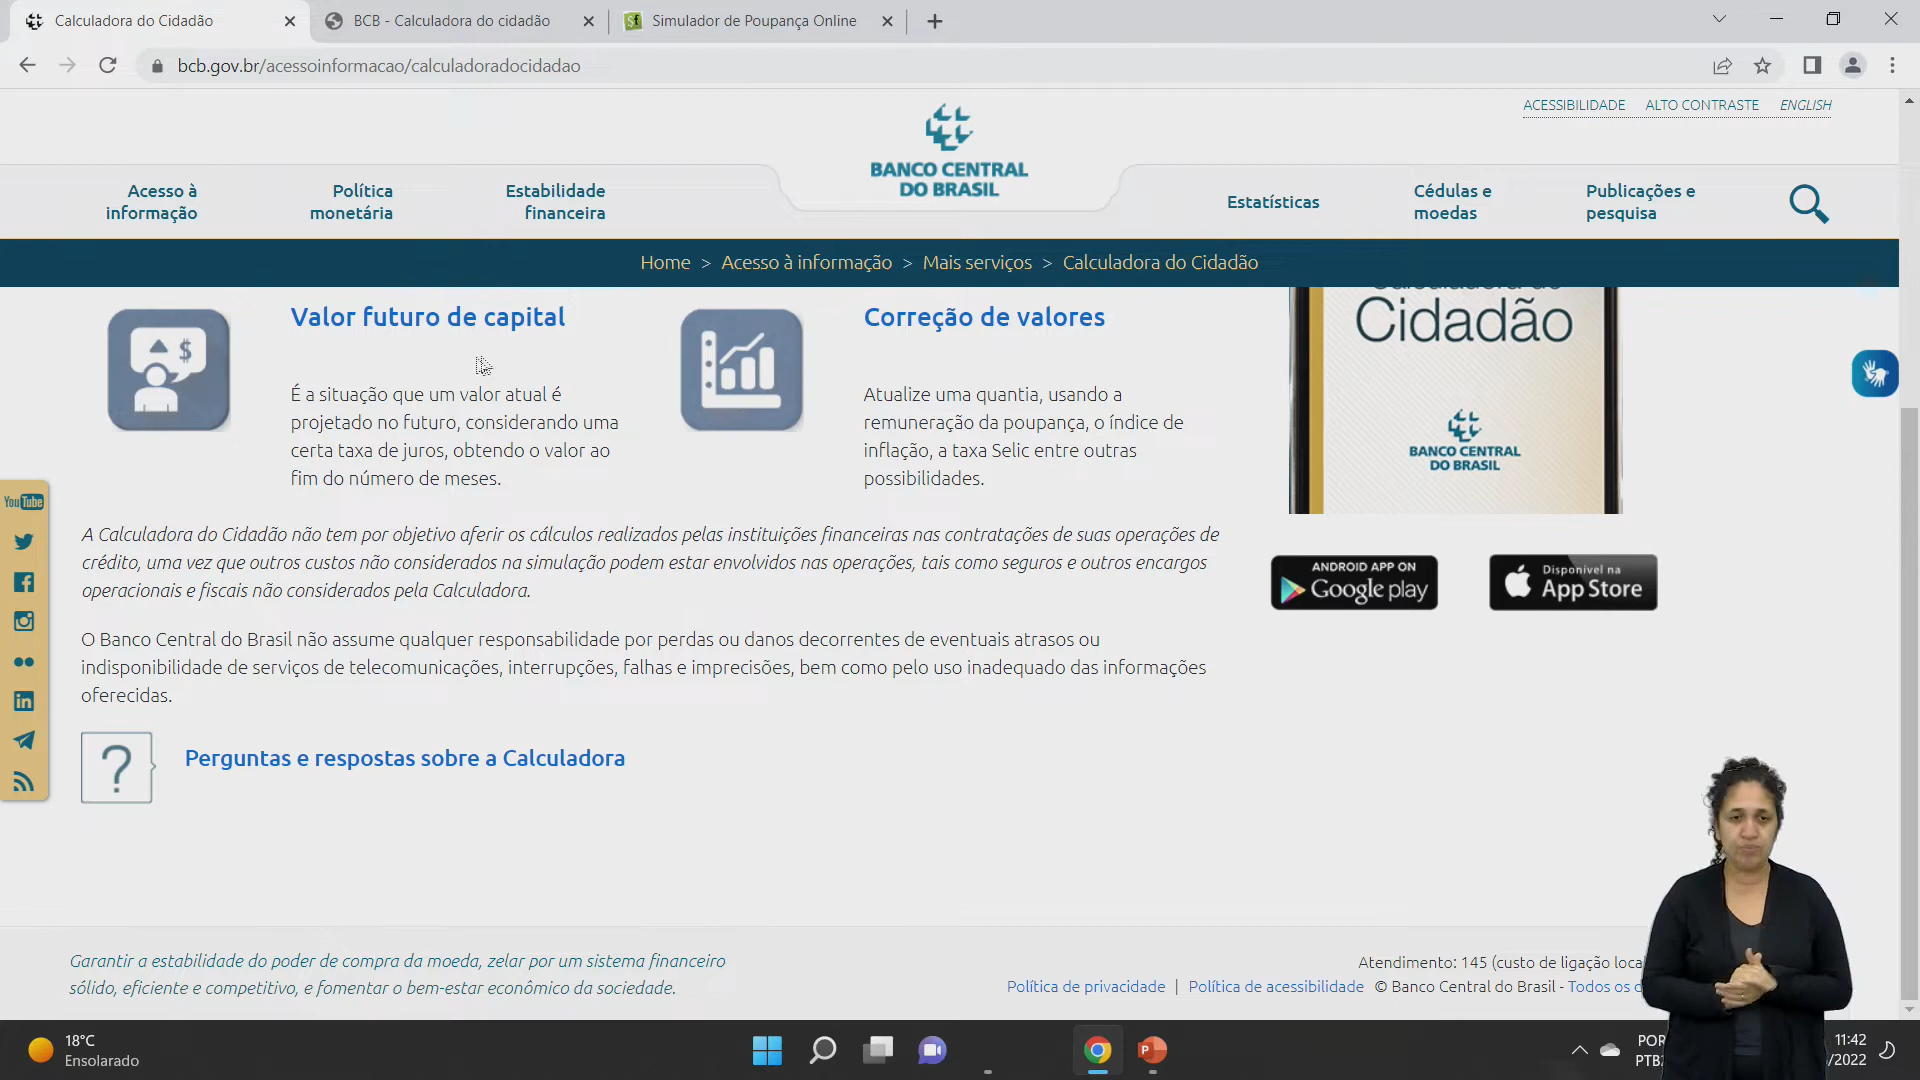 Calculadora do Cidadão
BCB - Calculadora do cidadão
Simulador de Poupança Online
bcb.gov.br/acessoinformacao/calculadoradocidadao
ACESSIBILIDADE ALTO CONTRASTE ENGLISH
BANCO CENTRAL
DO BRASIL
Acesso à
informação
Política
monetária
Estabilidade
financeira
Estatísticas
Cédulas e
moedas
Publicações e
pesquisa
Home > Acesso à informação > Mais serviços > Calculadora do Cidadão
Valor futuro de capital
É a situação que um valor atual é
projetado no futuro, considerando uma
certa taxa de juros, obtendo o valor ao
fim do número de meses.
Correção de valores
Atualize uma quantia, usando a
remuneração da poupança, o índice de
inflação, a taxa Selic entre outras
possibilidades.
Cidadão
BANCO CENTRAL
DO BRASIL
YouTube
A Calculadora do Cidadão não tem por objetivo aferir os cálculos realizados pelas instituições financeiras nas contratações de suas operações de
crédito, uma vez que outros custos não considerados na simulação podem estar envolvidos nas operações, tais como seguros e outros encargos
operacionais e fiscais não considerados pela Calculadora.
ANDROID APP ON
Google play
Disponível na
App Store
O Banco Central do Brasil não assume qualquer responsabilidade por perdas ou danos decorrentes de eventuais atrasos ou
indisponibilidade de serviços de telecomunicações, interrupções, falhas e imprecisões, bem como pelo uso inadequado das informações
oferecidas.
? Perguntas e respostas sobre a Calculadora
Garantir a estabilidade do poder de compra da moeda, zelar por um sistema financeiro
sólido, eficiente e competitivo, e fomentar o bem-estar econômico da sociedade.
Atendimento: 145 (custo de ligação local
Política de privacidade | Política de acessibilidade © Banco Central do Brasil - Todos os
18°C
Ensolarado
POR
PTB
11:42
/2022